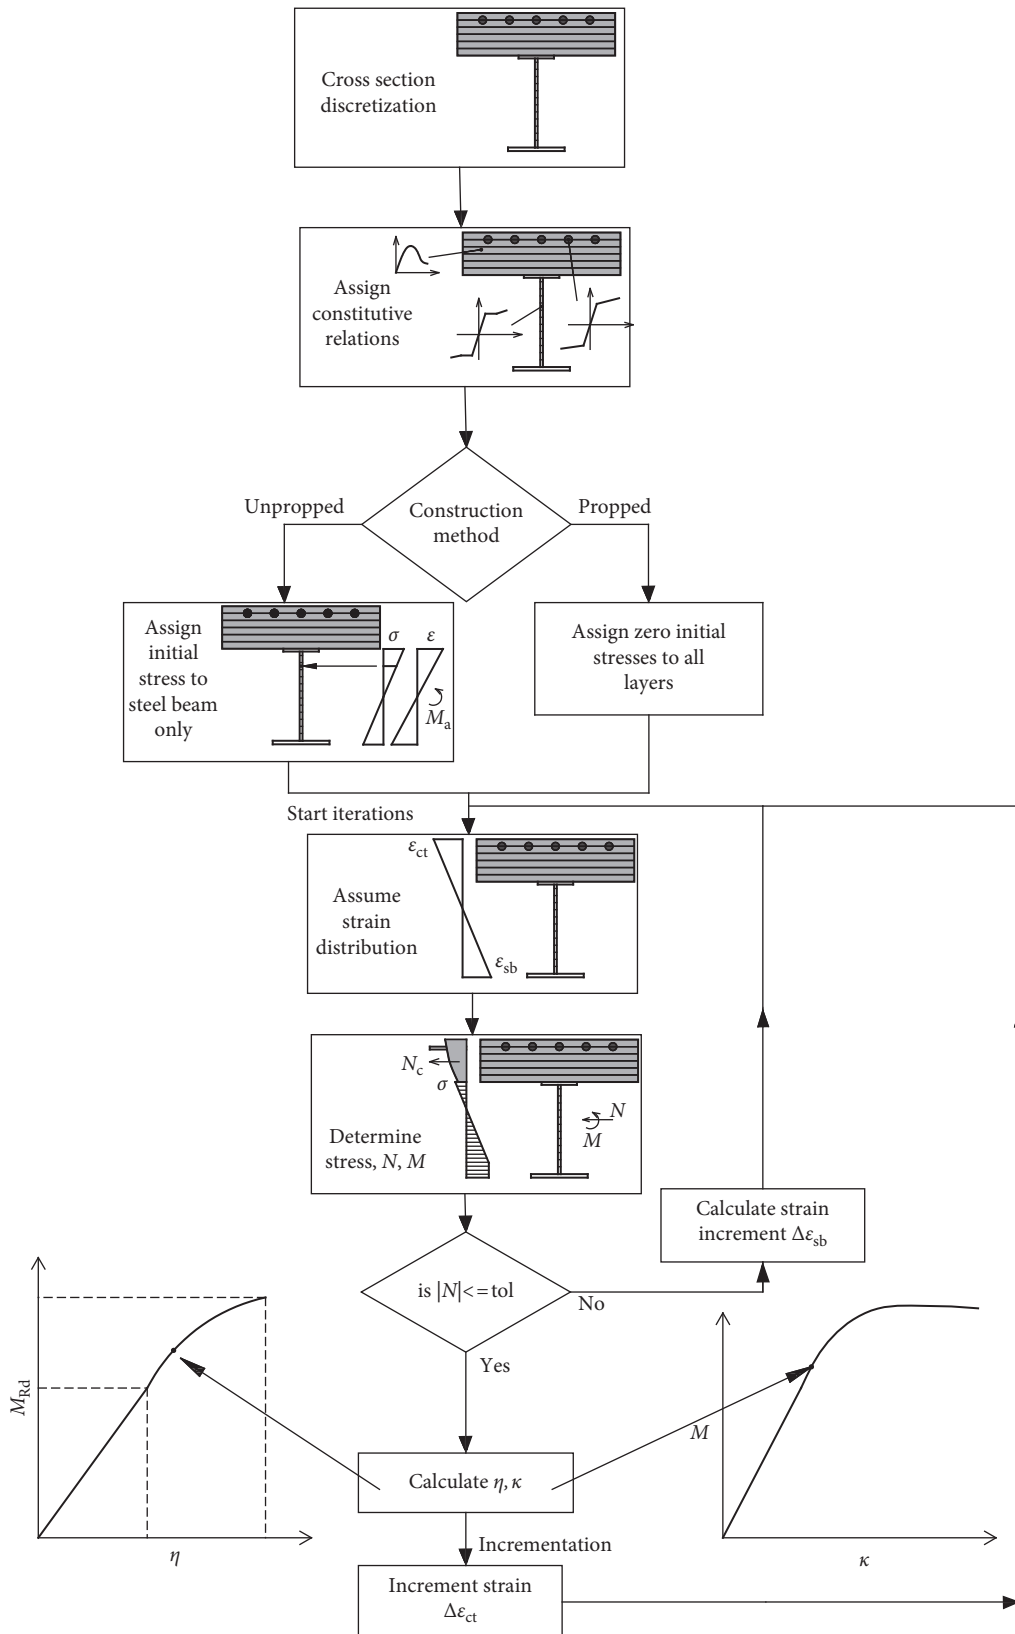 Cross section
discretization
Assign
constitutive
relations
Construction
method
Unpropped
Propped
Assign
initial
stress to
steel beam
only
σ
ε
Mₐ
Assign zero initial
stresses to all
layers
Start iterations
Assume
strain
distribution
ε_ct
ε_sb
Determine
stress, N, M
N_c
σ
N
M
Calculate strain
increment Δε_sb
is |N|<= tol
No
Yes
M_Rd
η
M
κ
Calculate η, κ
Incrementation
Increment strain
Δε_ct